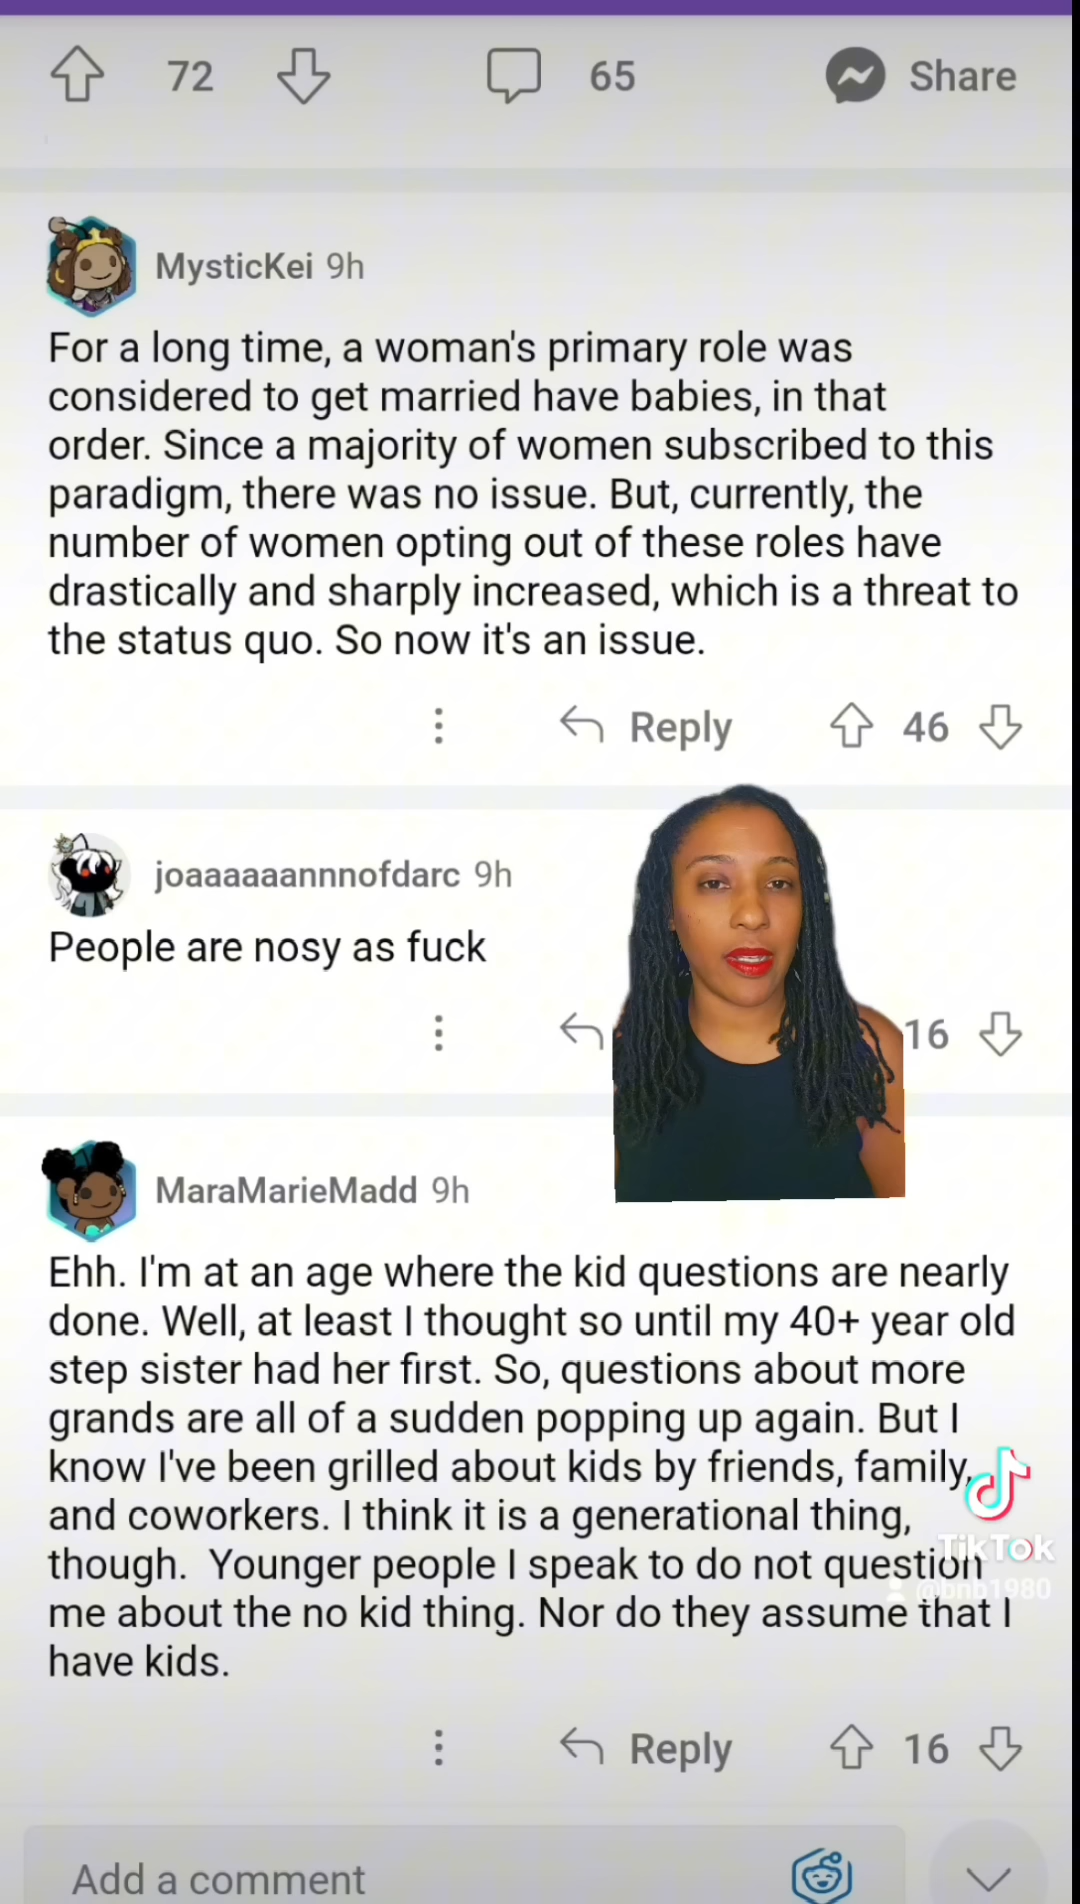 72
65
Share
MysticKei 9h
For a long time, a woman's primary role was
considered to get married have babies, in that
order. Since a majority of women subscribed to this
paradigm, there was no issue. But, currently, the
number of women opting out of these roles have
drastically and sharply increased, which is a threat to
the status quo. So now it's an issue.
Reply
46
joaaaaaannnofdarc 9h
People are nosy as fuck
16
MaraMarieMadd 9h
Ehh. I'm at an age where the kid questions are nearly
done. Well, at least I thought so until my 40+ year old
step sister had her first. So, questions about more
grands are all of a sudden popping up again. But I
know I've been grilled about kids by friends, family,
and coworkers. I think it is a generational thing,
though. Younger people I speak to do not question
me about the no kid thing. Nor do they assume that I
have kids.
TikTok
@bnb1980
Reply
16
Add a comment